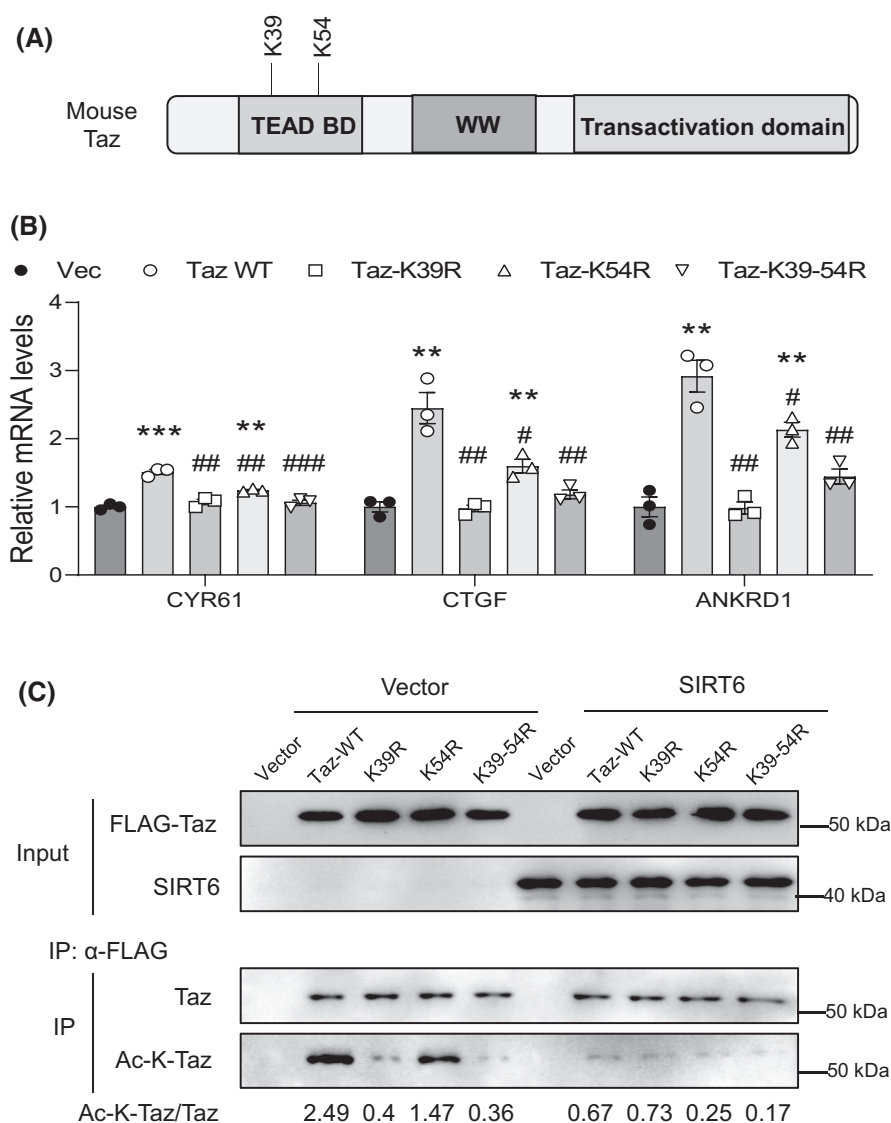 (A)
K39
K54
Mouse
Taz
TEAD BD
WW
Transactivation domain
(B)
Vec Taz WT Taz-K39R Taz-K54R Taz-K39-54R
Relative mRNA levels
4
3
2
1
0
*** ## ** ## ###
** ## ** # ##
** ## ** # ##
CYR61 CTGF ANKRD1
(C)
Vector SIRT6
Vector Taz-WT K39R K54R K39-54R Vector Taz-WT K39R K54R K39-54R
Input
FLAG-Taz 50 kDa
SIRT6 40 kDa
IP: α-FLAG
IP
Taz 50 kDa
Ac-K-Taz 50 kDa
Ac-K-Taz/Taz 2.49 0.4 1.47 0.36 0.67 0.73 0.25 0.17